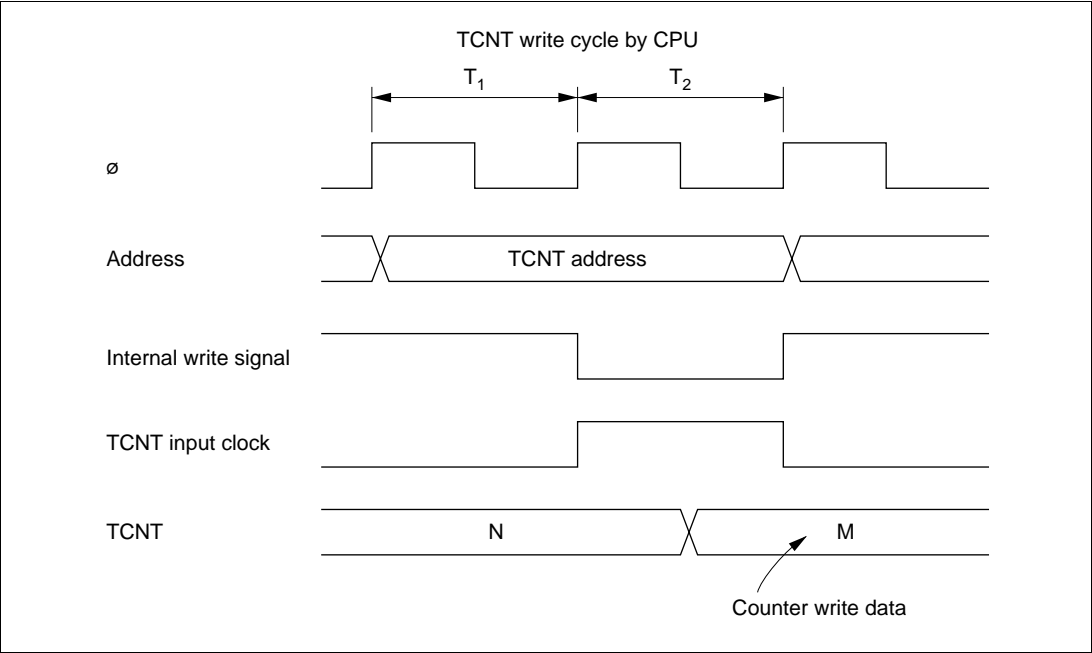 TCNT write cycle by CPU
T1 T2
ø
Address TCNT address
Internal write signal
TCNT input clock
TCNT N M
Counter write data